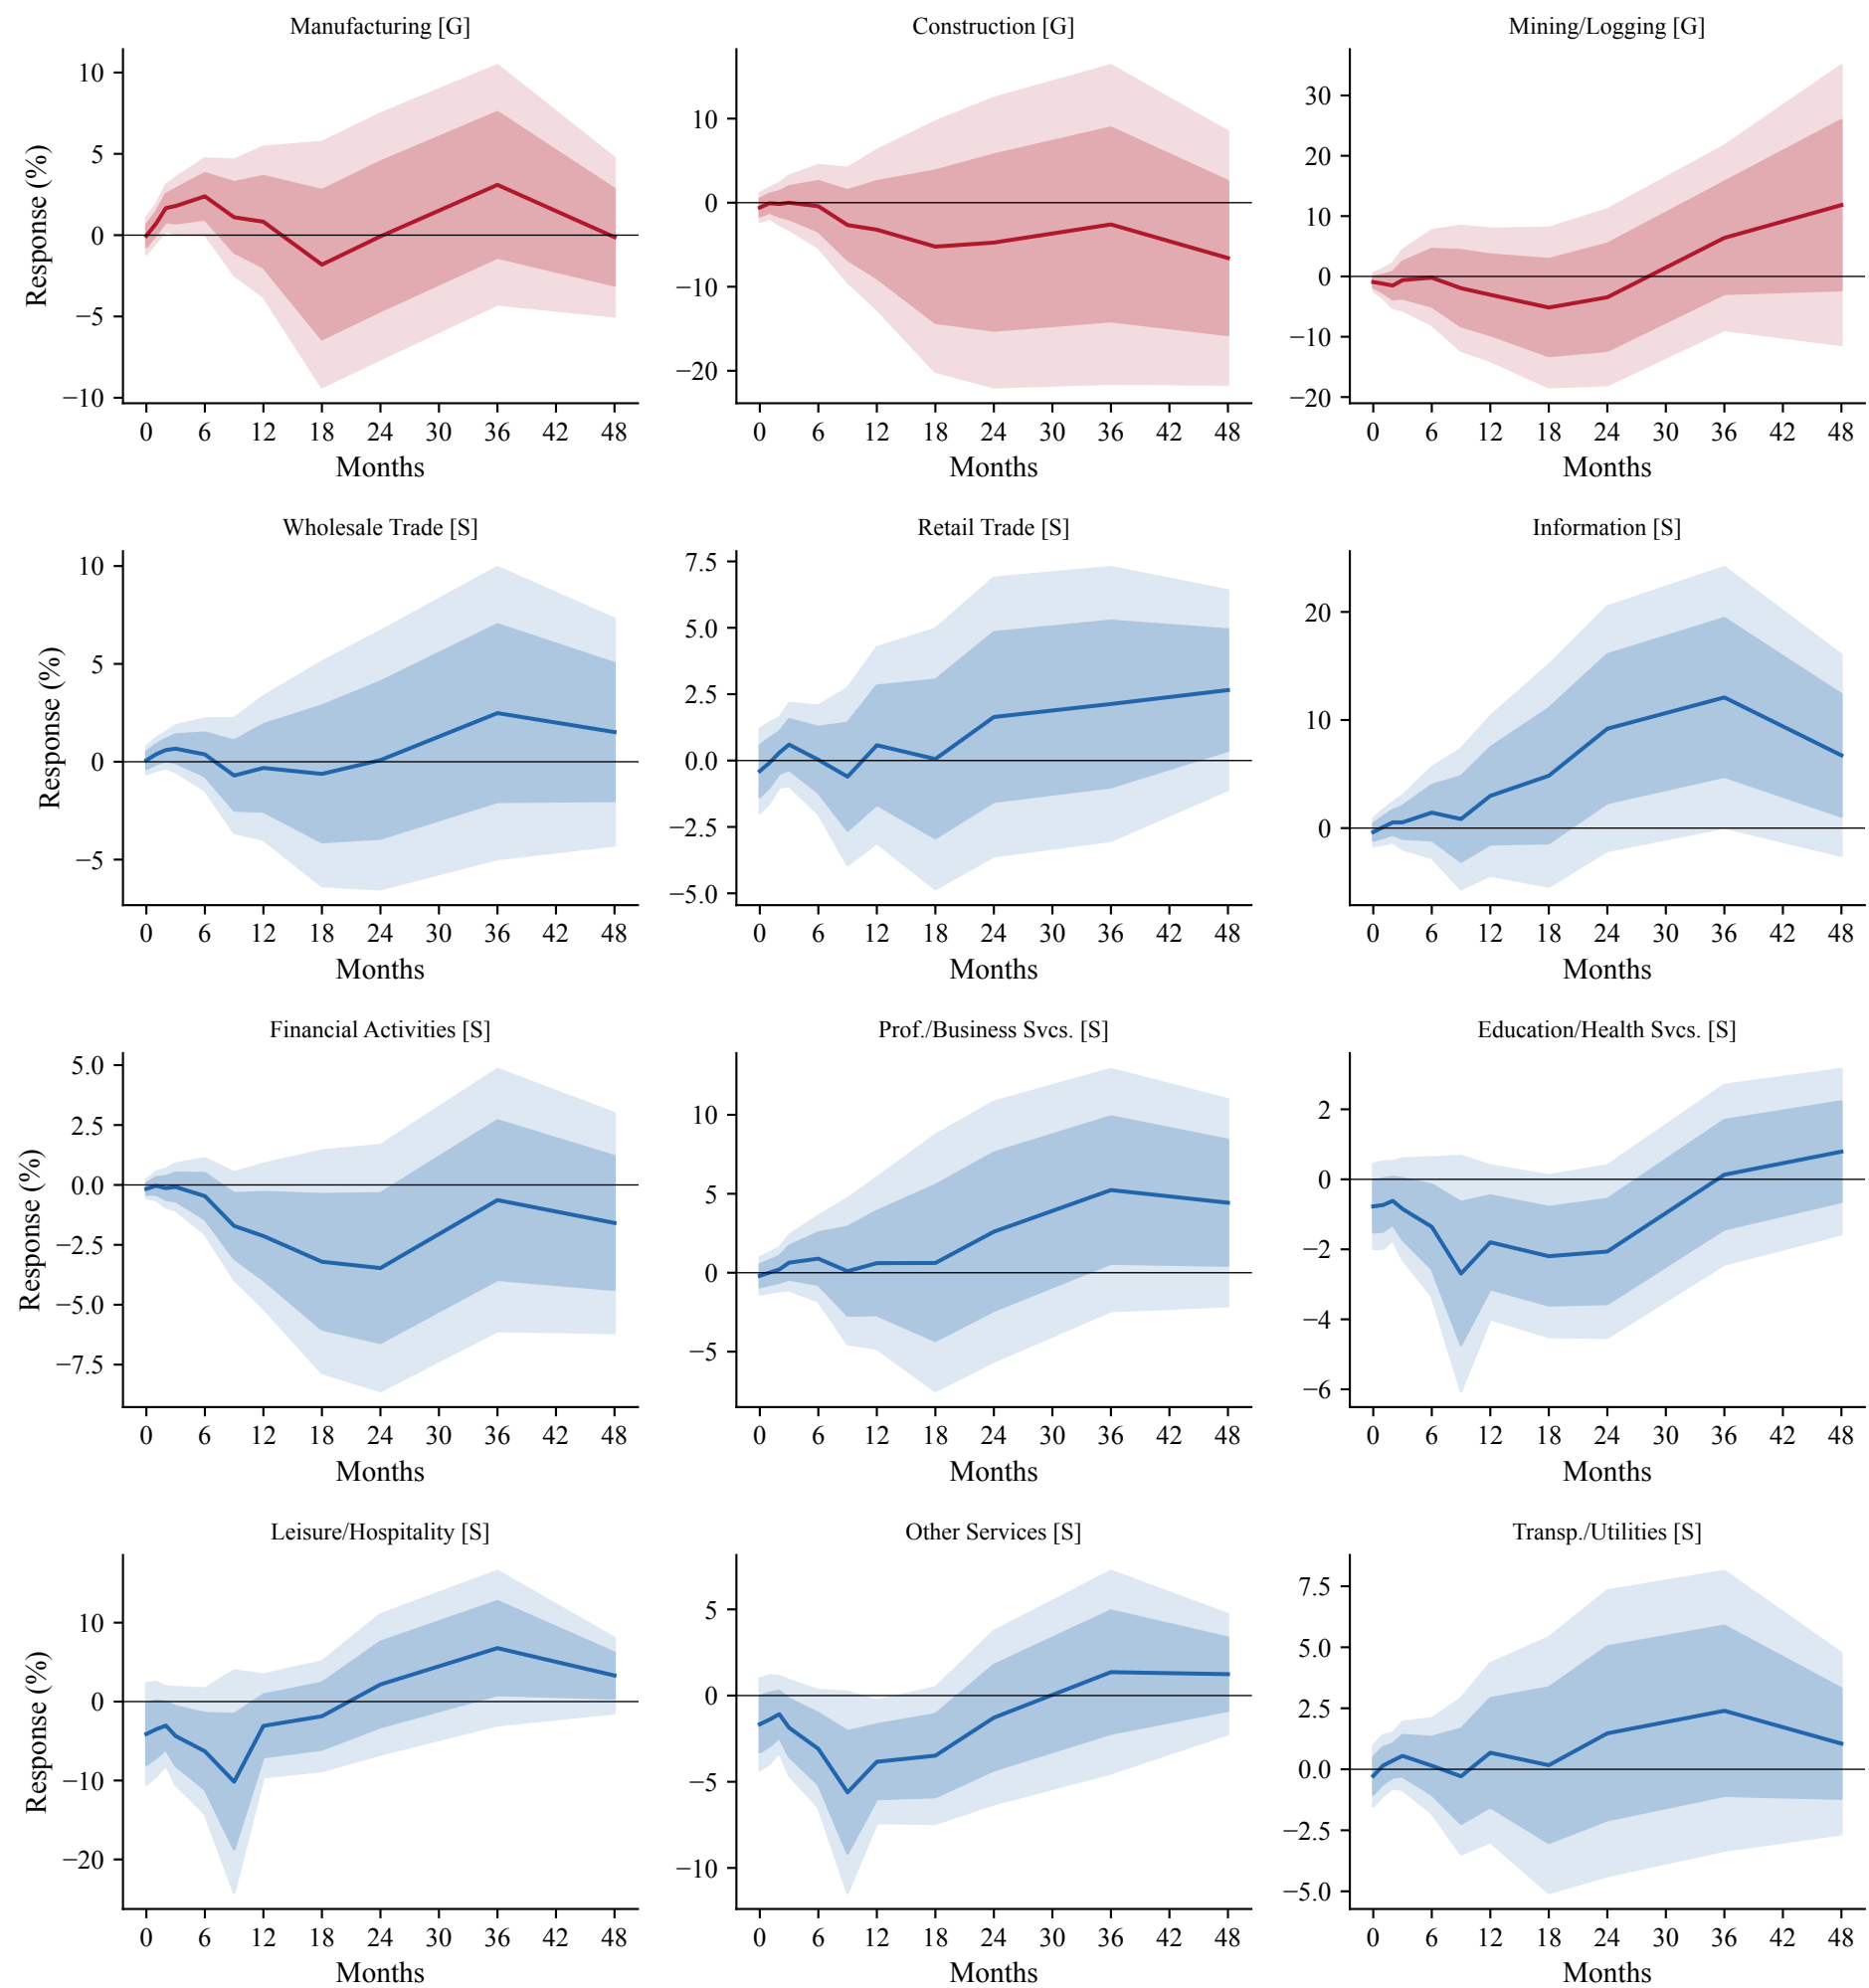 Manufacturing [G]
Response (%)
10
5
0
−5
−10
0 6 12 18 24 30 36 42 48
Months
Construction [G]
10
0
−10
−20
0 6 12 18 24 30 36 42 48
Months
Mining/Logging [G]
30
20
10
0
−10
−20
0 6 12 18 24 30 36 42 48
Months
Wholesale Trade [S]
Response (%)
10
5
0
−5
0 6 12 18 24 30 36 42 48
Months
Retail Trade [S]
7.5
5.0
2.5
0.0
−2.5
−5.0
0 6 12 18 24 30 36 42 48
Months
Information [S]
20
10
0
0 6 12 18 24 30 36 42 48
Months
Financial Activities [S]
Response (%)
5.0
2.5
0.0
−2.5
−5.0
−7.5
0 6 12 18 24 30 36 42 48
Months
Prof./Business Svcs. [S]
10
5
0
−5
0 6 12 18 24 30 36 42 48
Months
Education/Health Svcs. [S]
2
0
−2
−4
−6
0 6 12 18 24 30 36 42 48
Months
Leisure/Hospitality [S]
Response (%)
10
0
−10
−20
0 6 12 18 24 30 36 42 48
Months
Other Services [S]
5
0
−5
−10
0 6 12 18 24 30 36 42 48
Months
Transp./Utilities [S]
7.5
5.0
2.5
0.0
−2.5
−5.0
0 6 12 18 24 30 36 42 48
Months